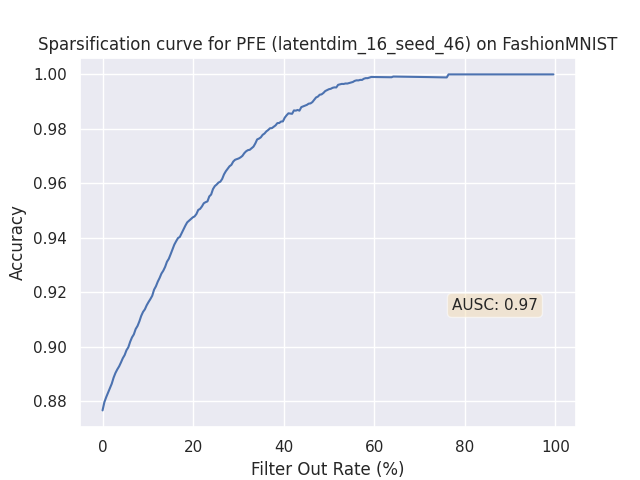 Sparsification curve for PFE (latentdim_16_seed_46) on FashionMNIST
1.00
0.98
0.96
0.94
0.92
0.90
0.88
Accuracy
AUSC: 0.97
0 20 40 60 80 100
Filter Out Rate (%)